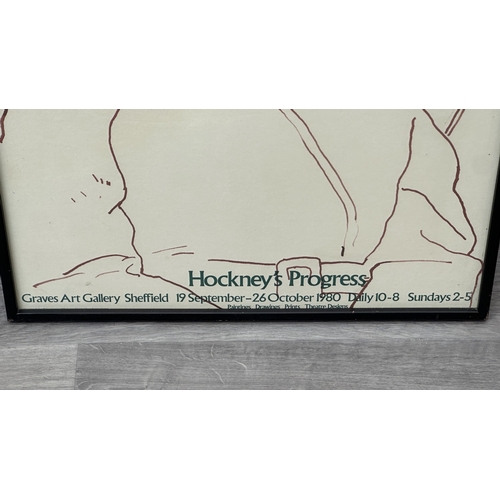 Hockney's Progress
Graves Art Gallery Sheffield 19 September-26 October 1980 Daily 10-8 Sundays 2-5
Paintings Drawings Prints Theatre Designs